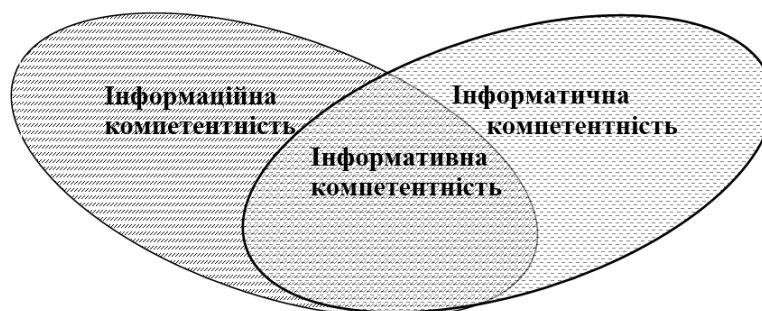 Інформаційна
компетентність
Інформатична
компетентність
Інформативна
компетентність